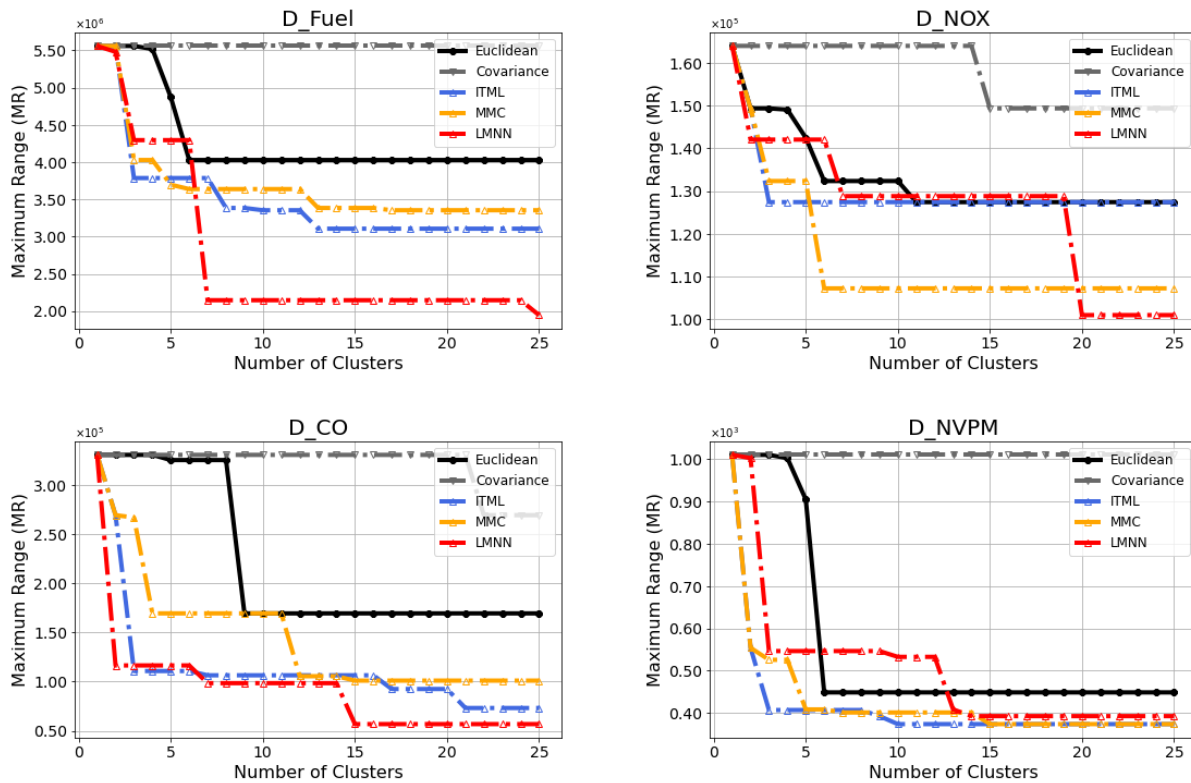 D_Fuel
×10⁶
Maximum Range (MR)
5.50
5.00
4.50
4.00
3.50
3.00
2.50
2.00
0 5 10 15 20 25
Number of Clusters
Euclidean
Covariance
ITML
MMC
LMNN
D_NOX
×10⁵
Maximum Range (MR)
1.60
1.50
1.40
1.30
1.20
1.10
1.00
0 5 10 15 20 25
Number of Clusters
Euclidean
Covariance
ITML
MMC
LMNN
D_CO
×10⁵
Maximum Range (MR)
3.00
2.50
2.00
1.50
1.00
0.50
0 5 10 15 20 25
Number of Clusters
Euclidean
Covariance
ITML
MMC
LMNN
D_NVPM
×10³
Maximum Range (MR)
1.00
0.90
0.80
0.70
0.60
0.50
0.40
0 5 10 15 20 25
Number of Clusters
Euclidean
Covariance
ITML
MMC
LMNN